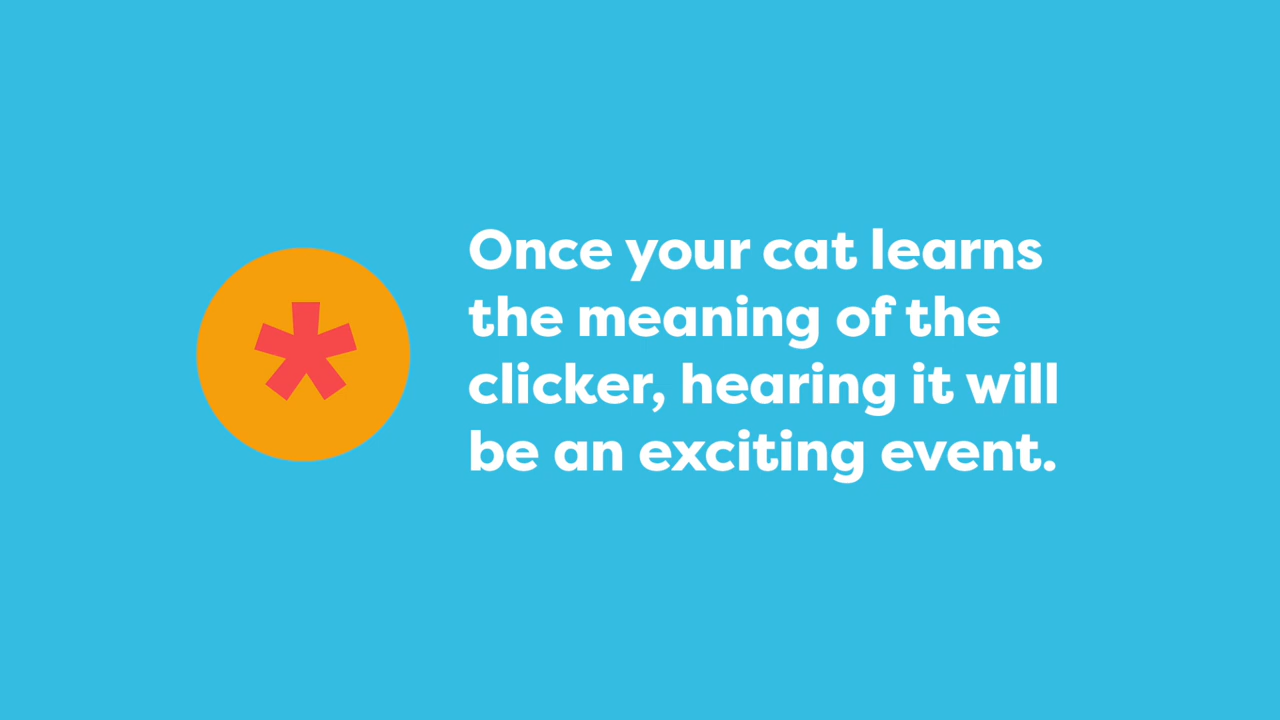 Once your cat learns
the meaning of the
clicker, hearing it will
be an exciting event.